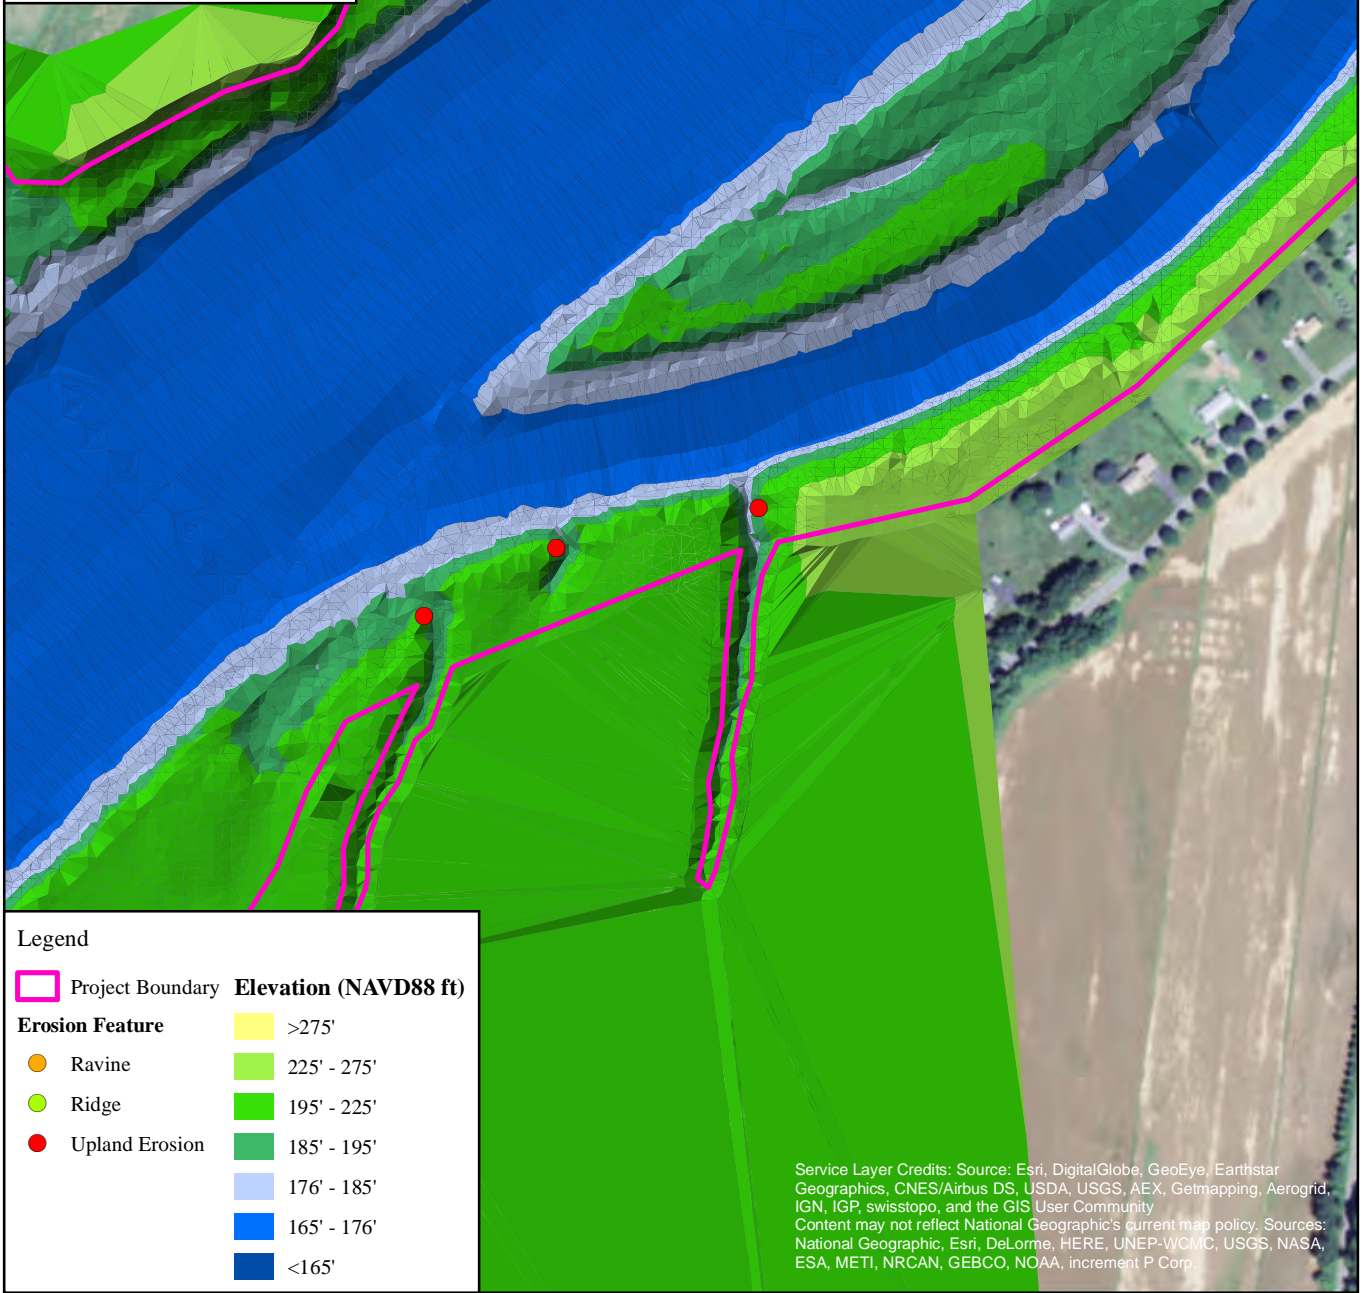 Legend
Project Boundary
Erosion Feature
Ravine
Ridge
Upland Erosion
Elevation (NAVD88 ft)
>275'
225' - 275'
195' - 225'
185' - 195'
176' - 185'
165' - 176'
<165'
Service Layer Credits: Source: Esri, DigitalGlobe, GeoEye, Earthstar
Geographics, CNES/Airbus DS, USDA, USGS, AEX, Getmapping, Aerogrid,
IGN, IGP, swisstopo, and the GIS User Community
Content may not reflect National Geographic's current map policy. Sources:
National Geographic, Esri, DeLorme, HERE, UNEP-WCMC, USGS, NASA,
ESA, METI, NRCAN, GEBCO, NOAA, increment P Corp.